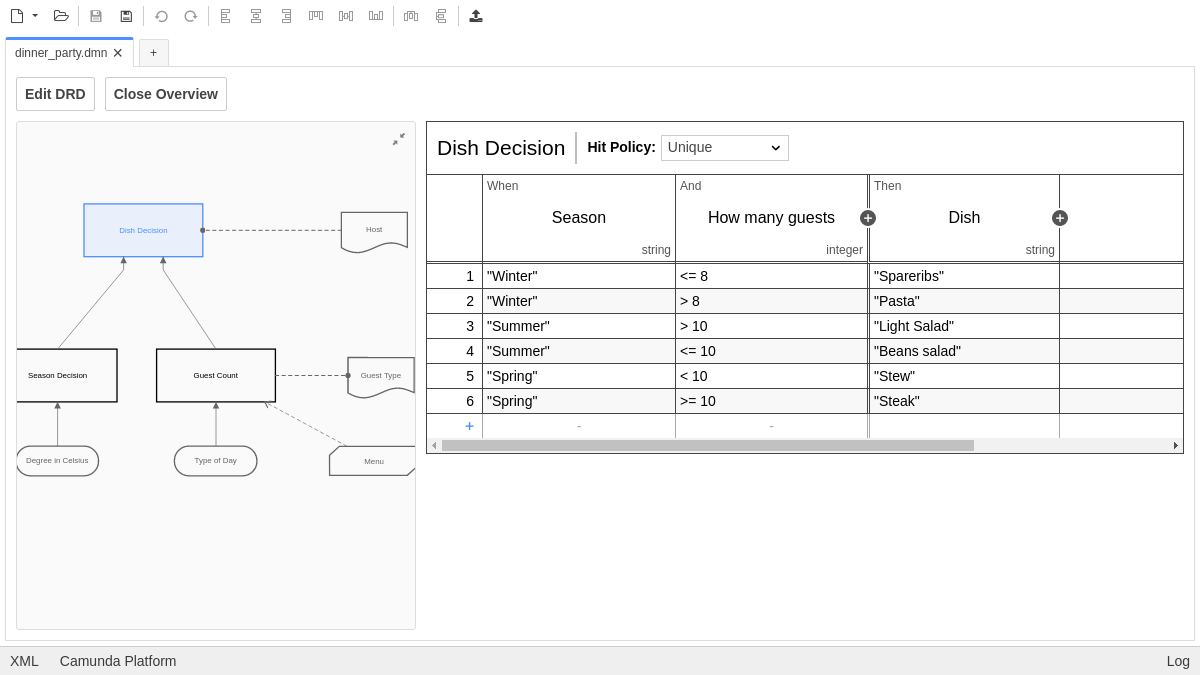 dinner_party.dmn
+
Edit DRD
Close Overview
Dish Decision
Host
Season Decision
Guest Count
Guest Type
Degree in Celsius
Type of Day
Menu
Dish Decision
Hit Policy:
Unique
When
And
Then
Season
How many guests
Dish
string
integer
string
1 "Winter" <= 8 "Spareribs"
2 "Winter" > 8 "Pasta"
3 "Summer" > 10 "Light Salad"
4 "Summer" <= 10 "Beans salad"
5 "Spring" < 10 "Stew"
6 "Spring" >= 10 "Steak"
+ - -
XML
Camunda Platform
Log